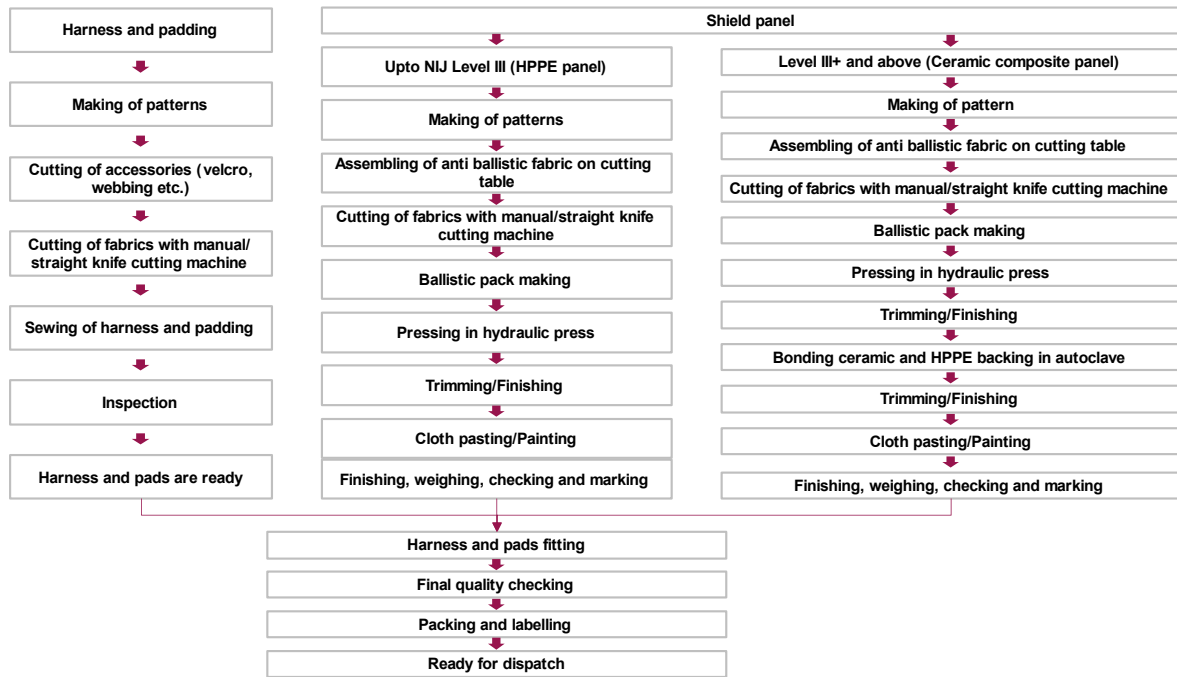 Harness and padding
Making of patterns
Cutting of accessories (velcro,
webbing etc.)
Cutting of fabrics with manual/
straight knife cutting machine
Sewing of harness and padding
Inspection
Harness and pads are ready
Shield panel
Upto NIJ Level III (HPPE panel)
Making of patterns
Assembling of anti ballistic fabric on cutting
table
Cutting of fabrics with manual/straight knife
cutting machine
Ballistic pack making
Pressing in hydraulic press
Trimming/Finishing
Cloth pasting/Painting
Finishing, weighing, checking and marking
Level III+ and above (Ceramic composite panel)
Making of pattern
Assembling of anti ballistic fabric on cutting table
Cutting of fabrics with manual/straight knife cutting machine
Ballistic pack making
Pressing in hydraulic press
Trimming/Finishing
Bonding ceramic and HPPE backing in autoclave
Trimming/Finishing
Cloth pasting/Painting
Finishing, weighing, checking and marking
Harness and pads fitting
Final quality checking
Packing and labelling
Ready for dispatch